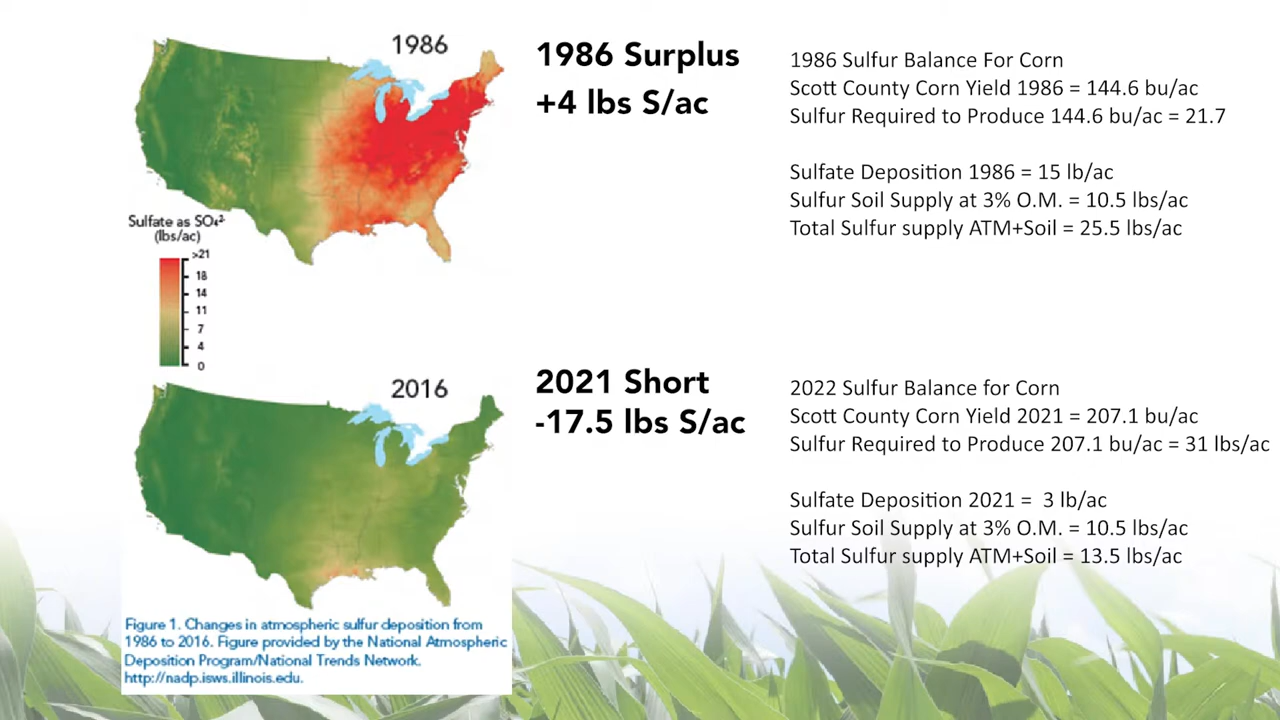 1986
1986 Surplus
+4 lbs S/ac
1986 Sulfur Balance For Corn
Scott County Corn Yield 1986 = 144.6 bu/ac
Sulfur Required to Produce 144.6 bu/ac = 21.7
Sulfate Deposition 1986 = 15 lb/ac
Sulfur Soil Supply at 3% O.M. = 10.5 lbs/ac
Total Sulfur supply ATM+Soil = 25.5 lbs/ac
Sulfate as SO₄²⁻
(lbs/ac)
>21
18
14
11
7
4
0
2016
2021 Short
-17.5 lbs S/ac
2022 Sulfur Balance for Corn
Scott County Corn Yield 2021 = 207.1 bu/ac
Sulfur Required to Produce 207.1 bu/ac = 31 lbs/ac
Sulfate Deposition 2021 =  3 lb/ac
Sulfur Soil Supply at 3% O.M. = 10.5 lbs/ac
Total Sulfur supply ATM+Soil = 13.5 lbs/ac
Figure 1. Changes in atmospheric sulfur deposition from
1986 to 2016. Figure provided by the National Atmospheric
Deposition Program/National Trends Network.
http://nadp.isws.illinois.edu.